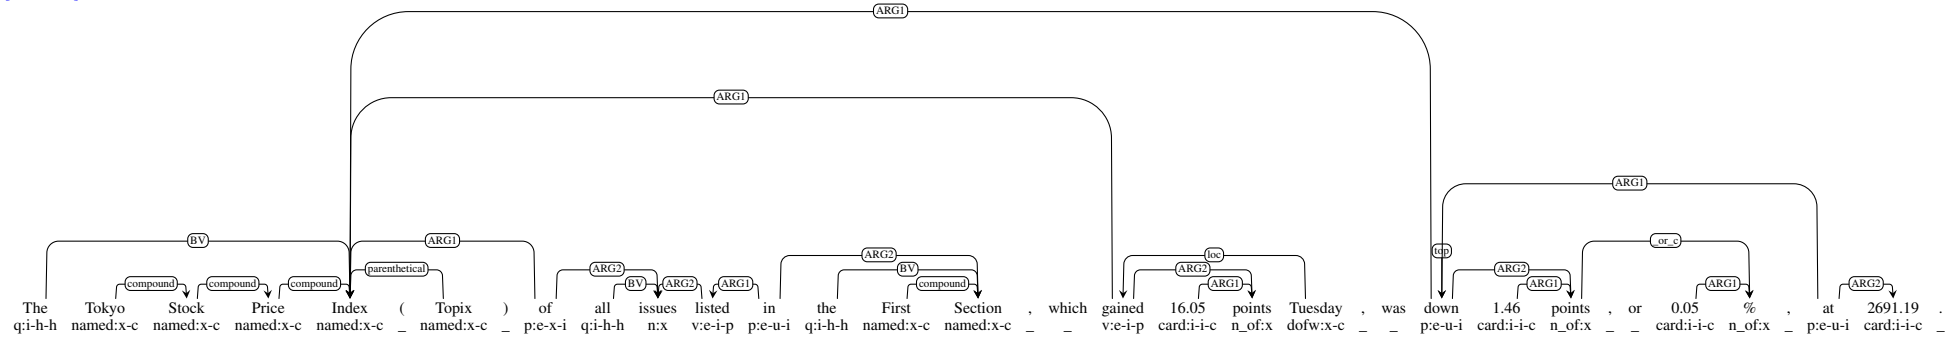 ARG1
ARG1
ARG1
BV ARG1 _or_c
top
ARG2 loc
parenthetical ARG2 BV ARG2 ARG2
compound compound compound BV ARG2 ARG1 compound ARG1 ARG1 ARG1 ARG2
The Tokyo Stock Price Index ( Topix ) of all issues listed in the First Section , which gained 16.05 points Tuesday , was down 1.46 points , or 0.05 % , at 2691.19 .
q:i-h-h named:x-c named:x-c named:x-c named:x-c _ named:x-c _ p:e-x-i q:i-h-h n:x v:e-i-p p:e-u-i q:i-h-h named:x-c named:x-c _ _ v:e-i-p card:i-i-c n_of:x dofw:x-c _ _ p:e-u-i card:i-i-c n_of:x _ _ card:i-i-c n_of:x _ p:e-u-i card:i-i-c _